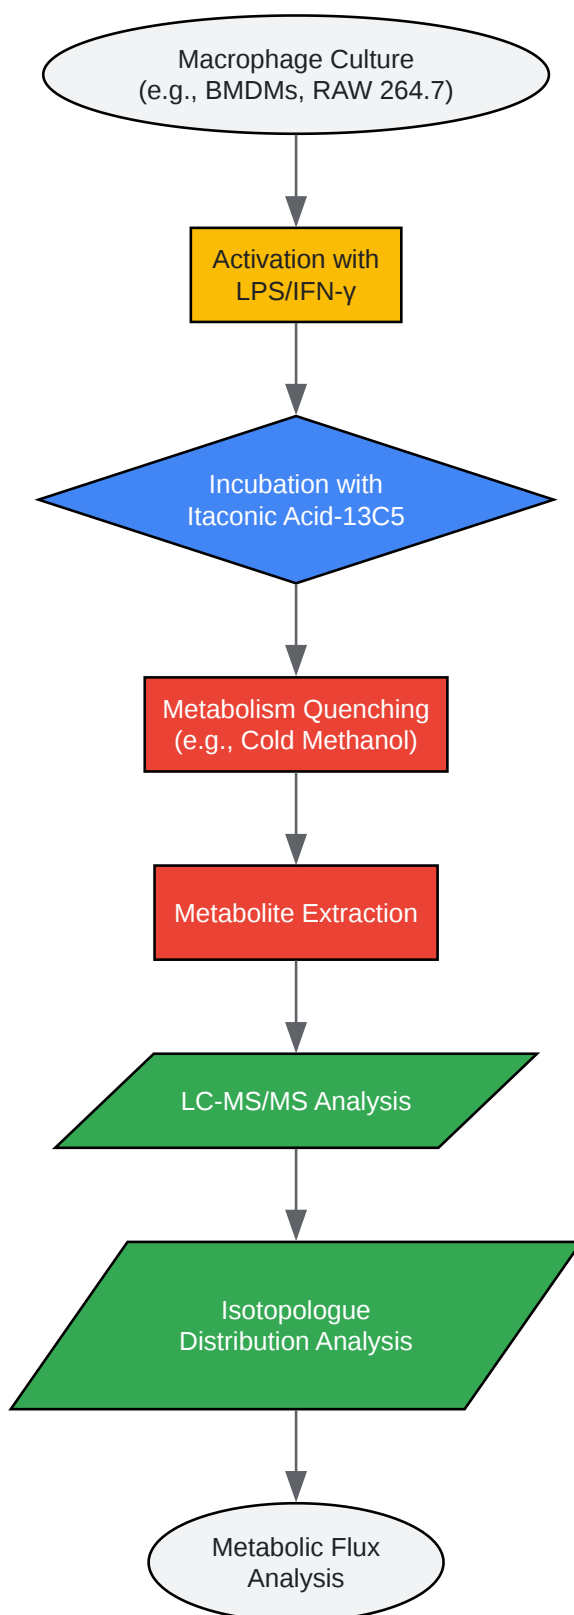 Macrophage Culture
(e.g., BMDMs, RAW 264.7)
Activation with
LPS/IFN-γ
Incubation with
Itaconic Acid-13C5
Metabolism Quenching
(e.g., Cold Methanol)
Metabolite Extraction
LC-MS/MS Analysis
Isotopologue
Distribution Analysis
Metabolic Flux
Analysis